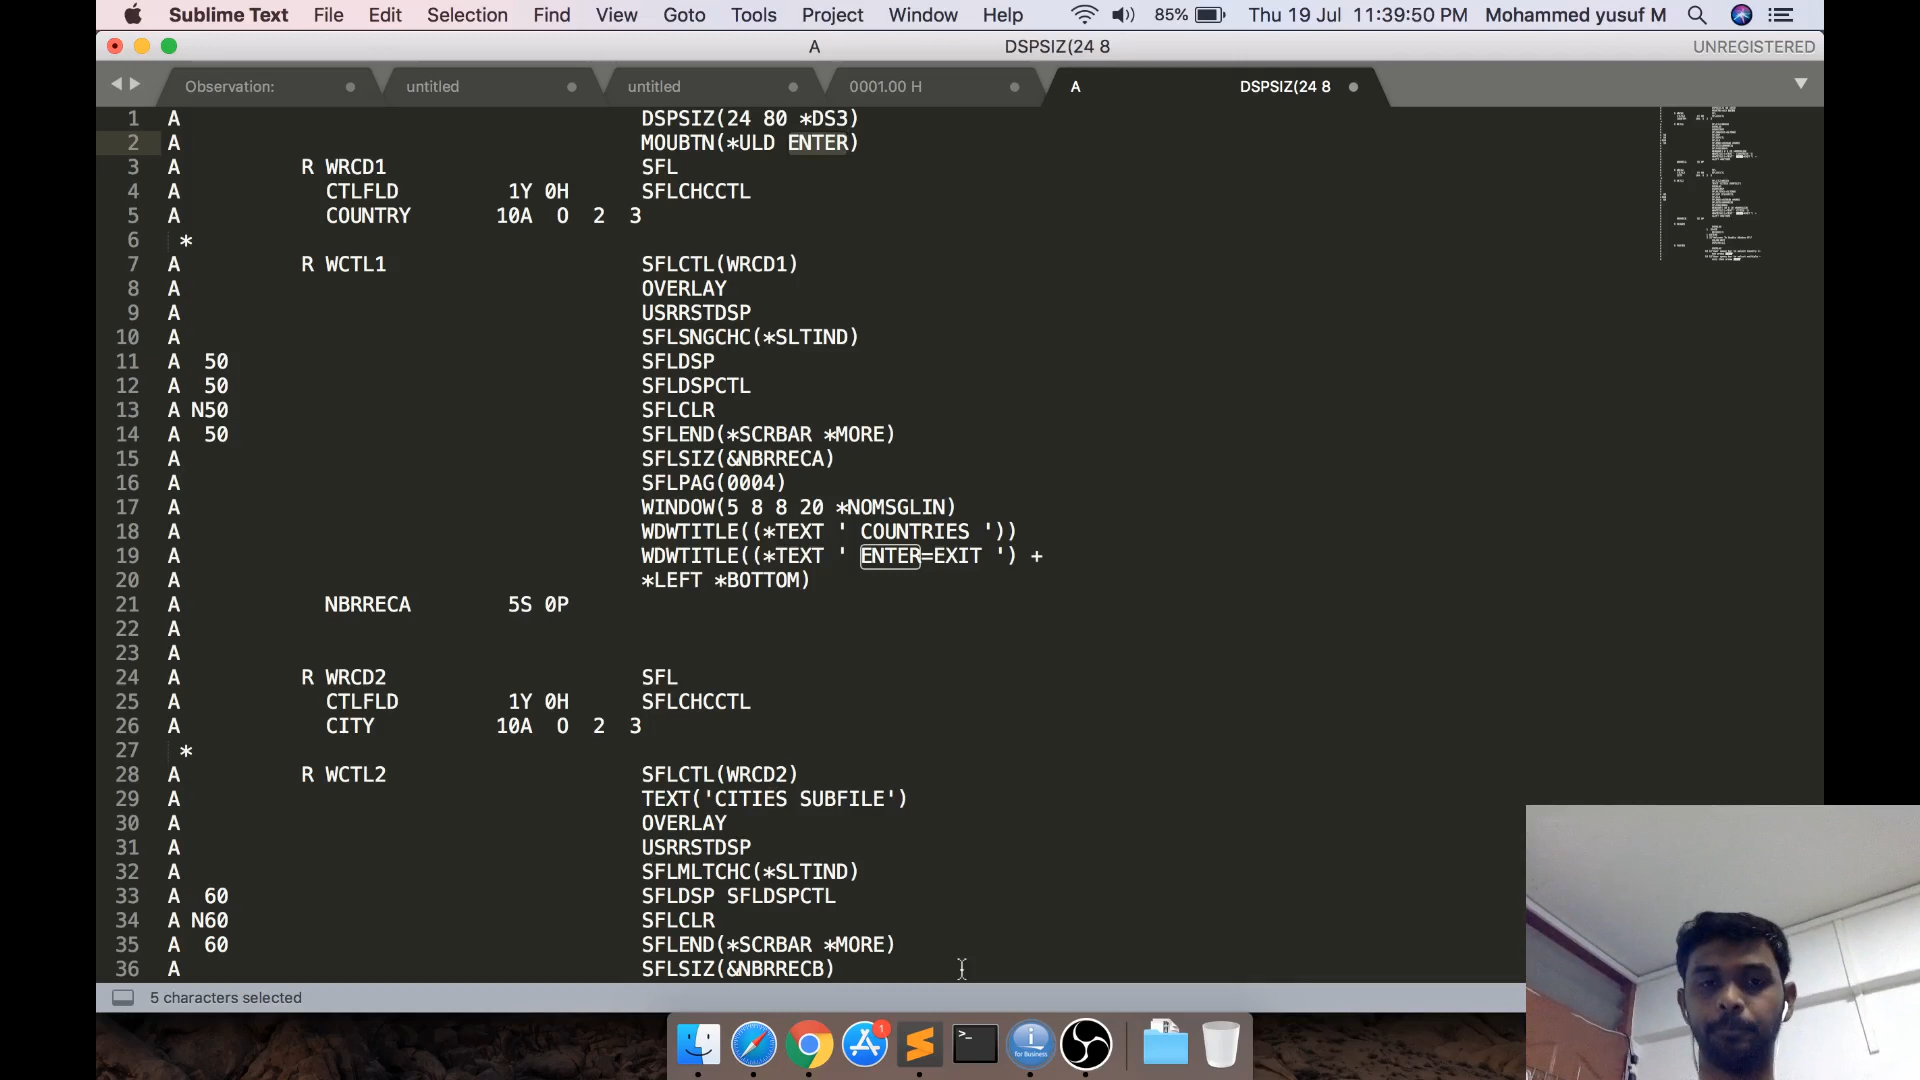 Sublime Text File Edit Selection Find View Goto Tools Project Window Help 85% Thu 19 Jul 11:39:50 PM Mohammed yusuf M
A DSPSIZ(24 8 UNREGISTERED
Observation: untitled untitled 0001.00 H A DSPSIZ(24 8
1 A DSPSIZ(24 80 *DS3)
2 A MOUBTN(*ULD ENTER)
3 A R WRCD1 SFL
4 A CTLFLD 1Y 0H SFLCHCCTL
5 A COUNTRY 10A O 2 3
6 *
7 A R WCTL1 SFLCTL(WRCD1)
8 A OVERLAY
9 A USRRSTDSP
10 A SFLSNGCHC(*SLTIND)
11 A 50 SFLDSP
12 A 50 SFLDSPCTL
13 A N50 SFLCLR
14 A 50 SFLEND(*SCRBAR *MORE)
15 A SFLSIZ(&NBRRECA)
16 A SFLPAG(0004)
17 A WINDOW(5 8 8 20 *NOMSGLIN)
18 A WDWTITLE((*TEXT ' COUNTRIES '))
19 A WDWTITLE((*TEXT ' ENTER=EXIT ') +
20 A *LEFT *BOTTOM)
21 A NBRRECA 5S 0P
22 A
23 A
24 A R WRCD2 SFL
25 A CTLFLD 1Y 0H SFLCHCCTL
26 A CITY 10A O 2 3
27 *
28 A R WCTL2 SFLCTL(WRCD2)
29 A TEXT('CITIES SUBFILE')
30 A OVERLAY
31 A USRRSTDSP
32 A SFLMLTCHC(*SLTIND)
33 A 60 SFLDSP SFLDSPCTL
34 A N60 SFLCLR
35 A 60 SFLEND(*SCRBAR *MORE)
36 A SFLSIZ(&NBRRECB)
5 characters selected
1
i
for Business